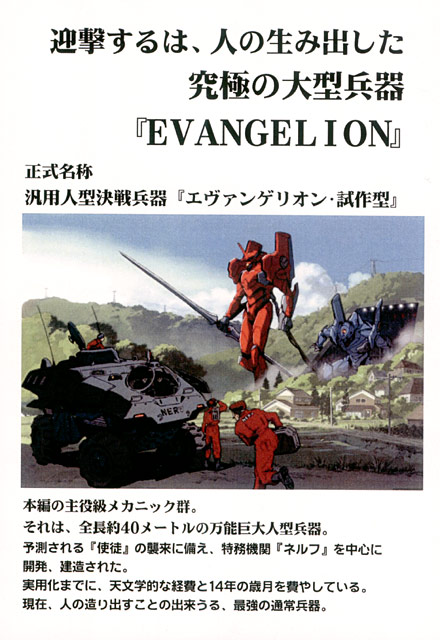 迎撃するは、人の生み出した
究極の大型兵器
『EVANGELION』
正式名称
汎用人型決戦兵器『エヴァンゲリオン・試作型』
NER
本編の主役級メカニック群。
それは、全長約40メートルの万能巨大人型兵器。
予測される『使徒』の襲来に備え、特務機関『ネルフ』を中心に
開発、建造された。
実用化までに、天文学的な経費と14年の歳月を費やしている。
現在、人の造り出すことの出来うる、最強の通常兵器。